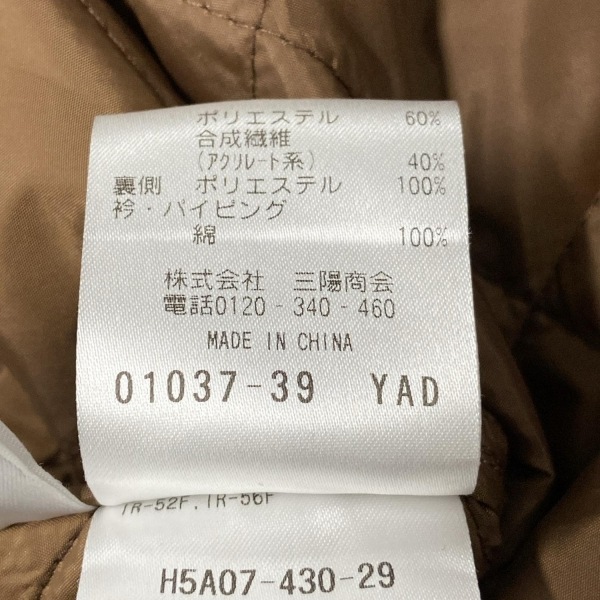 ポリエステル 60%
合成繊維
(アクリレート系) 40%
裏側 ポリエステル 100%
衿・パイピング
綿 100%
株式会社 三陽商会
電話0120-340-460
MADE IN CHINA
01037-39 YAD
TR-52F.TR-56F
H5A07-430-29